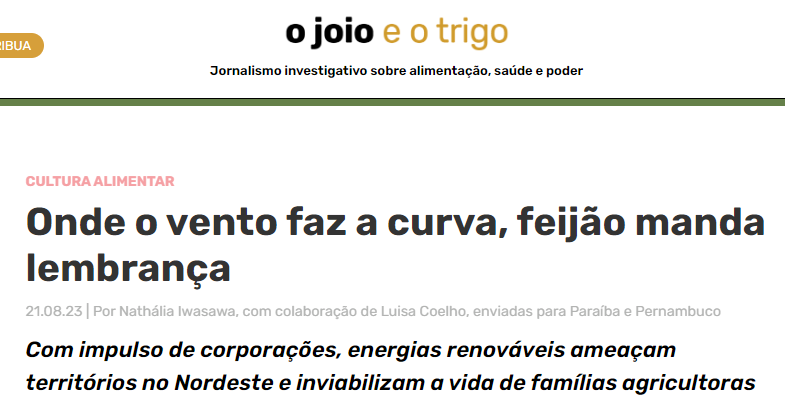 o joio e o trigo
RIBUA
Jornalismo investigativo sobre alimentação, saúde e poder
CULTURA ALIMENTAR
Onde o vento faz a curva, feijão manda
lembrança
21.08.23 | Por Nathália Iwasawa, com colaboração de Luisa Coelho, enviadas para Paraíba e Pernambuco
Com impulso de corporações, energias renováveis ameaçam
territórios no Nordeste e inviabilizam a vida de famílias agricultoras